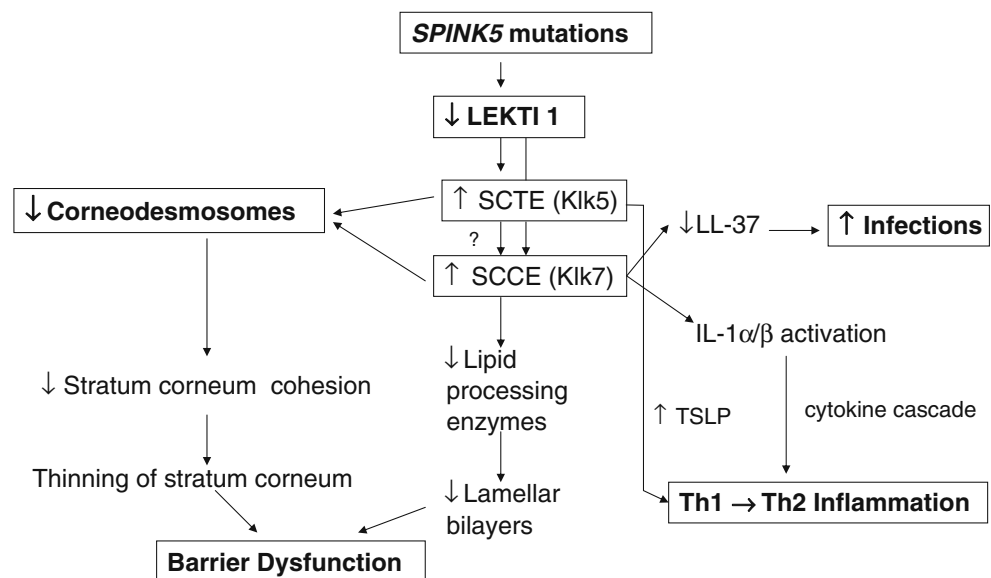 SPINK5 mutations
↓ LEKTI 1
↑ SCTE (Klk5)
↓ Corneodesmosomes
?
↓LL-37
↑ Infections
↑ SCCE (Klk7)
IL-1α/β activation
↓ Lipid
processing
enzymes
↓ Stratum corneum cohesion
↑ TSLP
cytokine cascade
Thinning of stratum corneum
↓ Lamellar
bilayers
Th1 → Th2 Inflammation
Barrier Dysfunction